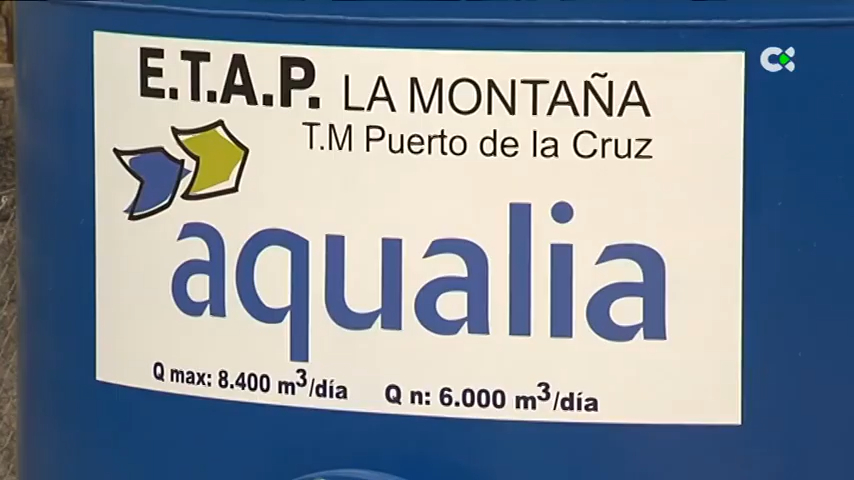 E.T.A.P. LA MONTAÑA
T.M Puerto de la Cruz
aqualia
Q max: 8.400 m³/día Q n: 6.000 m³/día